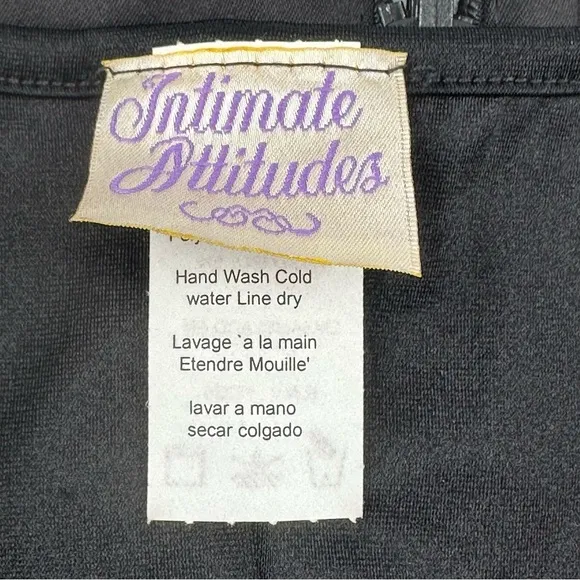 Intimate
Attitudes
Hand Wash Cold
water Line dry
Lavage `a la main
Etendre Mouille'
lavar a mano
secar colgado